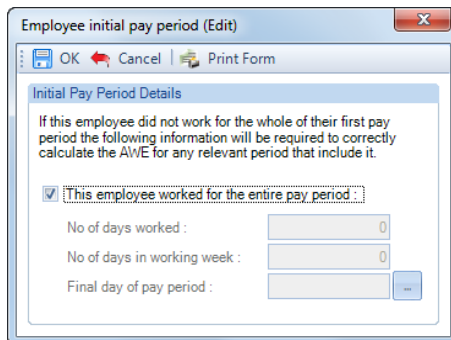 Employee initial pay period (Edit)
OK Cancel Print Form
Initial Pay Period Details
If this employee did not work for the whole of their first pay
period the following information will be required to correctly
calculate the AWE for any relevant period that include it.
This employee worked for the entire pay period :
No of days worked : 0
No of days in working week : 0
Final day of pay period : ...